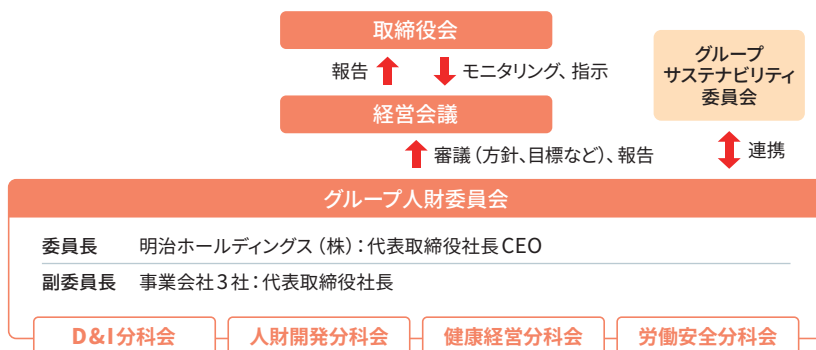 取締役会
グループ
サステナビリティ
委員会
報告
モニタリング、指示
経営会議
審議（方針、目標など）、報告
連携
グループ人財委員会
委員長 明治ホールディングス（株）：代表取締役社長CEO
副委員長 事業会社3社：代表取締役社長
D&I分科会 人財開発分科会 健康経営分科会 労働安全分科会